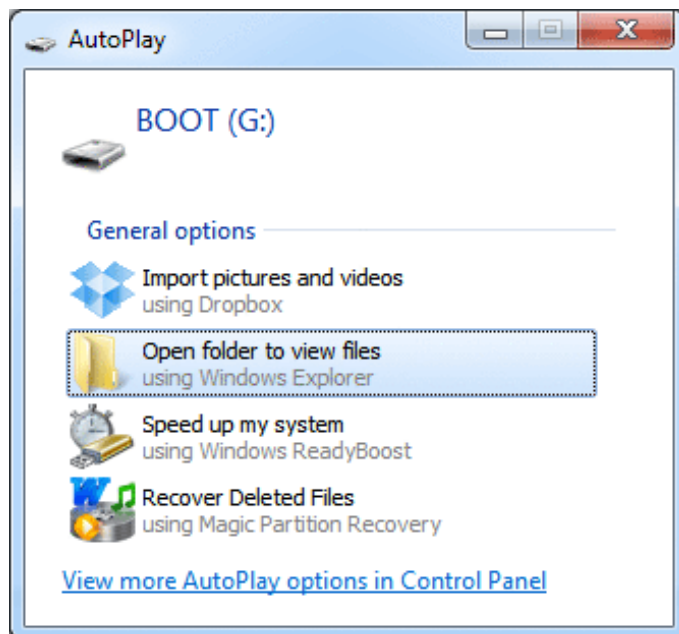 AutoPlay
BOOT (G:)
General options
Import pictures and videos
using Dropbox
Open folder to view files
using Windows Explorer
Speed up my system
using Windows ReadyBoost
Recover Deleted Files
using Magic Partition Recovery
View more AutoPlay options in Control Panel